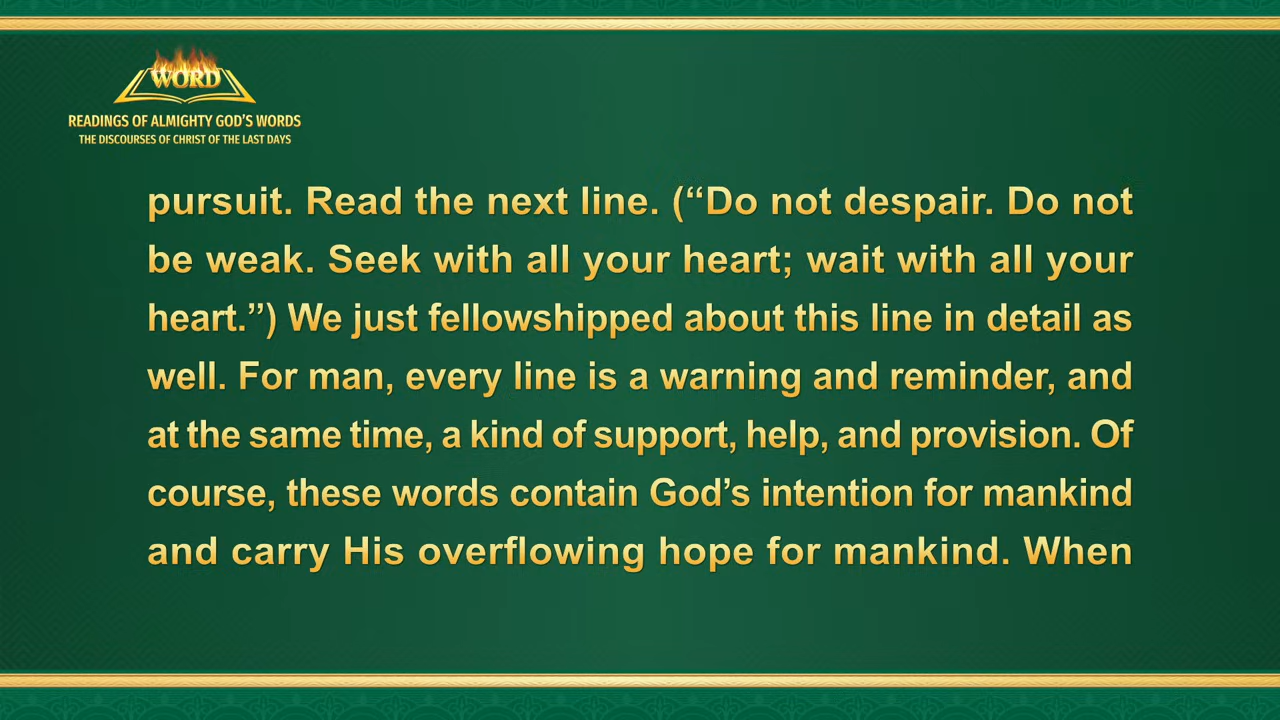 WORD
READINGS OF ALMIGHTY GOD'S WORDS
THE DISCOURSES OF CHRIST OF THE LAST DAYS
pursuit. Read the next line. (“Do not despair. Do not
be weak. Seek with all your heart; wait with all your
heart.”) We just fellowshipped about this line in detail as
well. For man, every line is a warning and reminder, and
at the same time, a kind of support, help, and provision. Of
course, these words contain God’s intention for mankind
and carry His overflowing hope for mankind. When